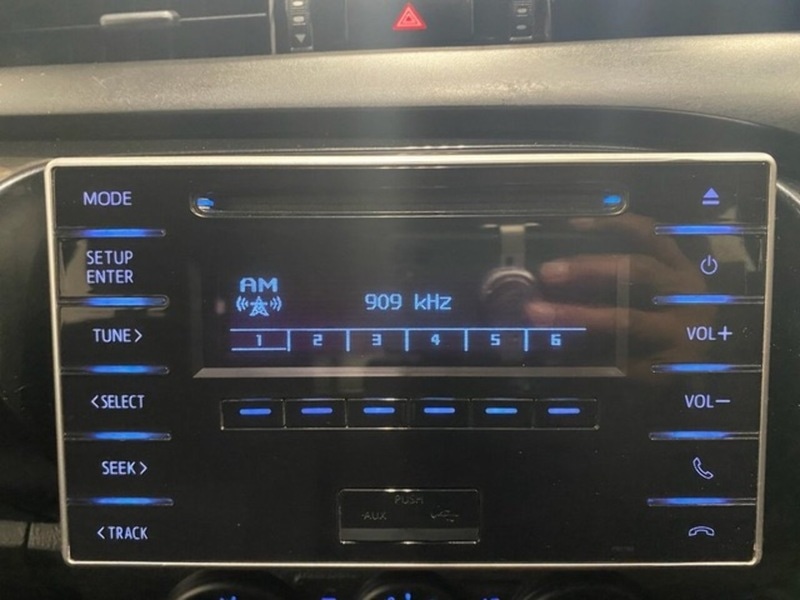 MODE
SETUP
ENTER
TUNE>
<SELECT
SEEK>
<TRACK
AM
909 kHz
1 2 3 4 5 6
PUSH
AUX
VOL+
VOL−